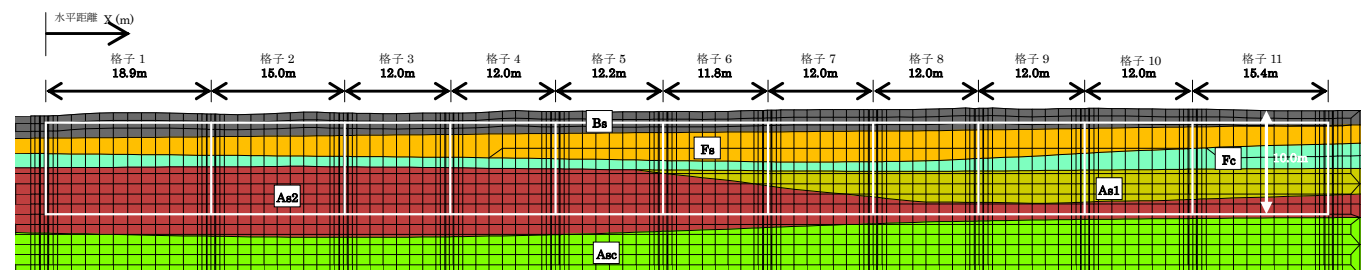 水平距離 X (m)
格子 1 格子 2 格子 3 格子 4 格子 5 格子 6 格子 7 格子 8 格子 9 格子 10 格子 11
18.9m 15.0m 12.0m 12.0m 12.2m 11.8m 12.0m 12.0m 12.0m 12.0m 15.4m
Bs
Fs
Fc
10.0m
As2
As1
Asc